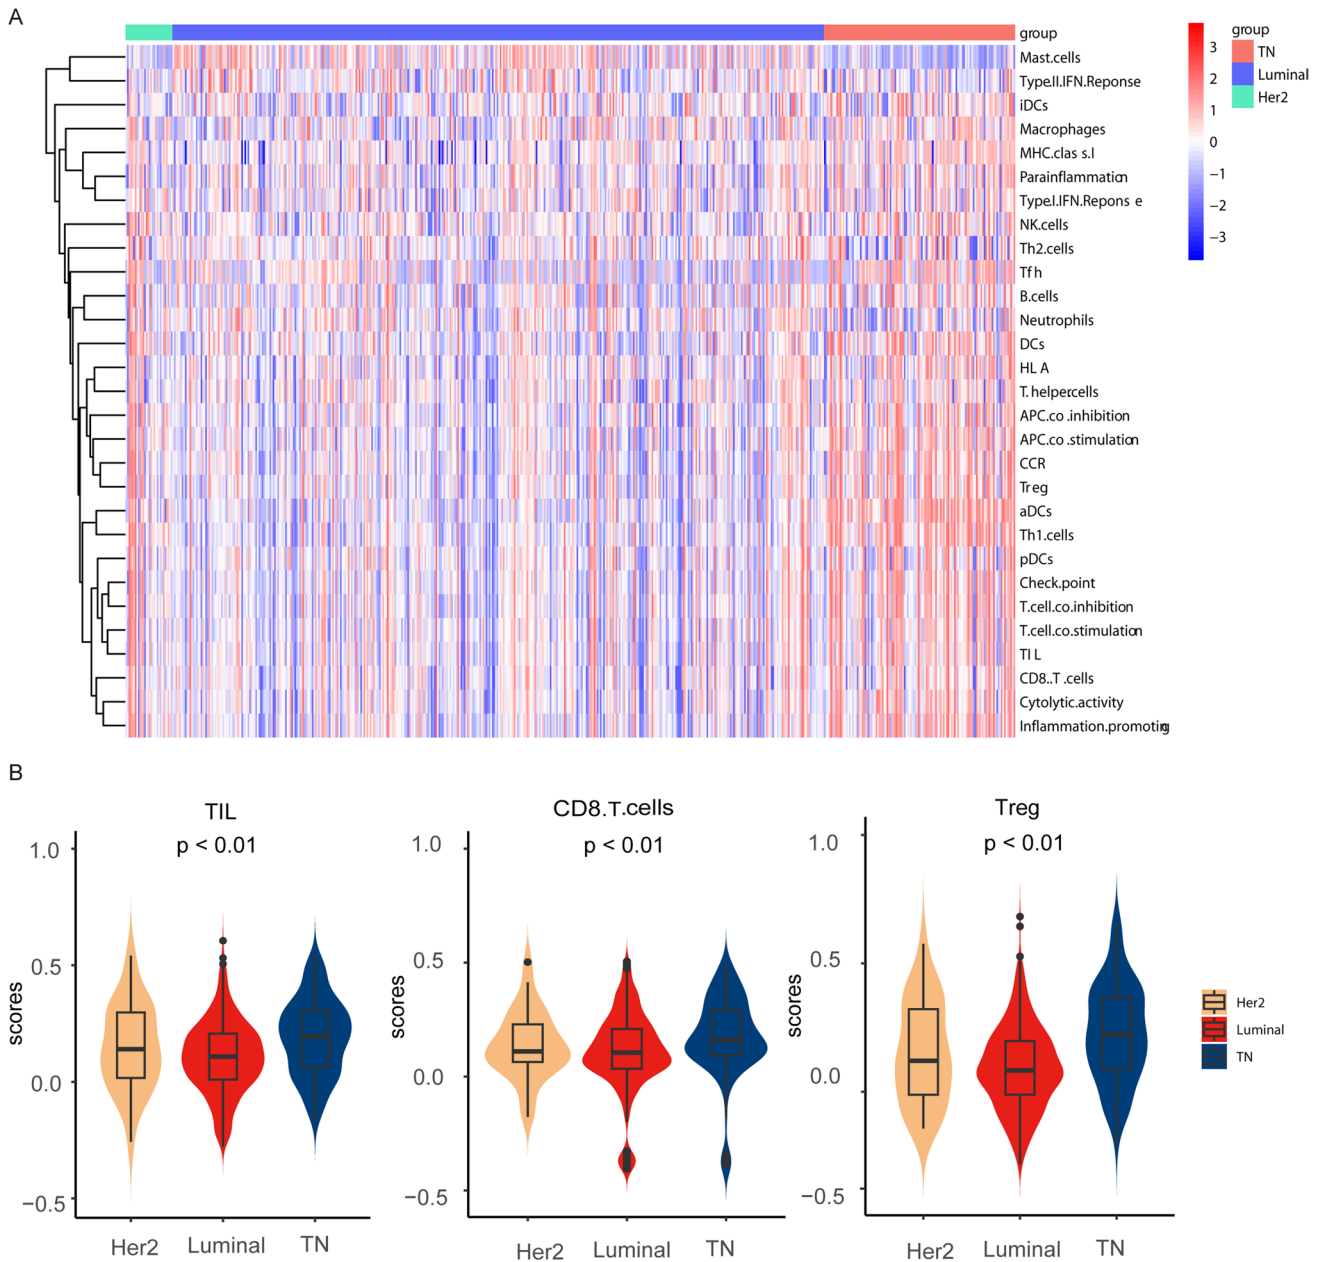 A
group
Mast.cells
Type.II.IFN.Reponse
iDCs
Macrophages
MHC.clas s.I
Parainflammation
Type.I.IFN.Repons e
NK.cells
Th2.cells
Tf h
B.cells
Neutrophils
DCs
HL A
T.helper.cells
APC.co .inhibition
APC.co .stimulation
CCR
Treg
aDCs
Th1.cells
pDCs
Check.point
T.cell.co.inhibition
T.cell.co.stimulation
TI L
CD8.T .cells
Cytolytic.activity
Inflammation.promoting
3
2
1
0
−1
−2
−3
group
TN
Luminal
Her2
B
TIL
p < 0.01
1.0
0.5
0.0
−0.5
scores
Her2
Luminal
TN
CD8.T.cells
p < 0.01
1.0
0.5
0.0
−0.5
scores
Her2
Luminal
TN
Treg
p < 0.01
1.0
0.5
0.0
−0.5
scores
Her2
Luminal
TN
Her2
Luminal
TN